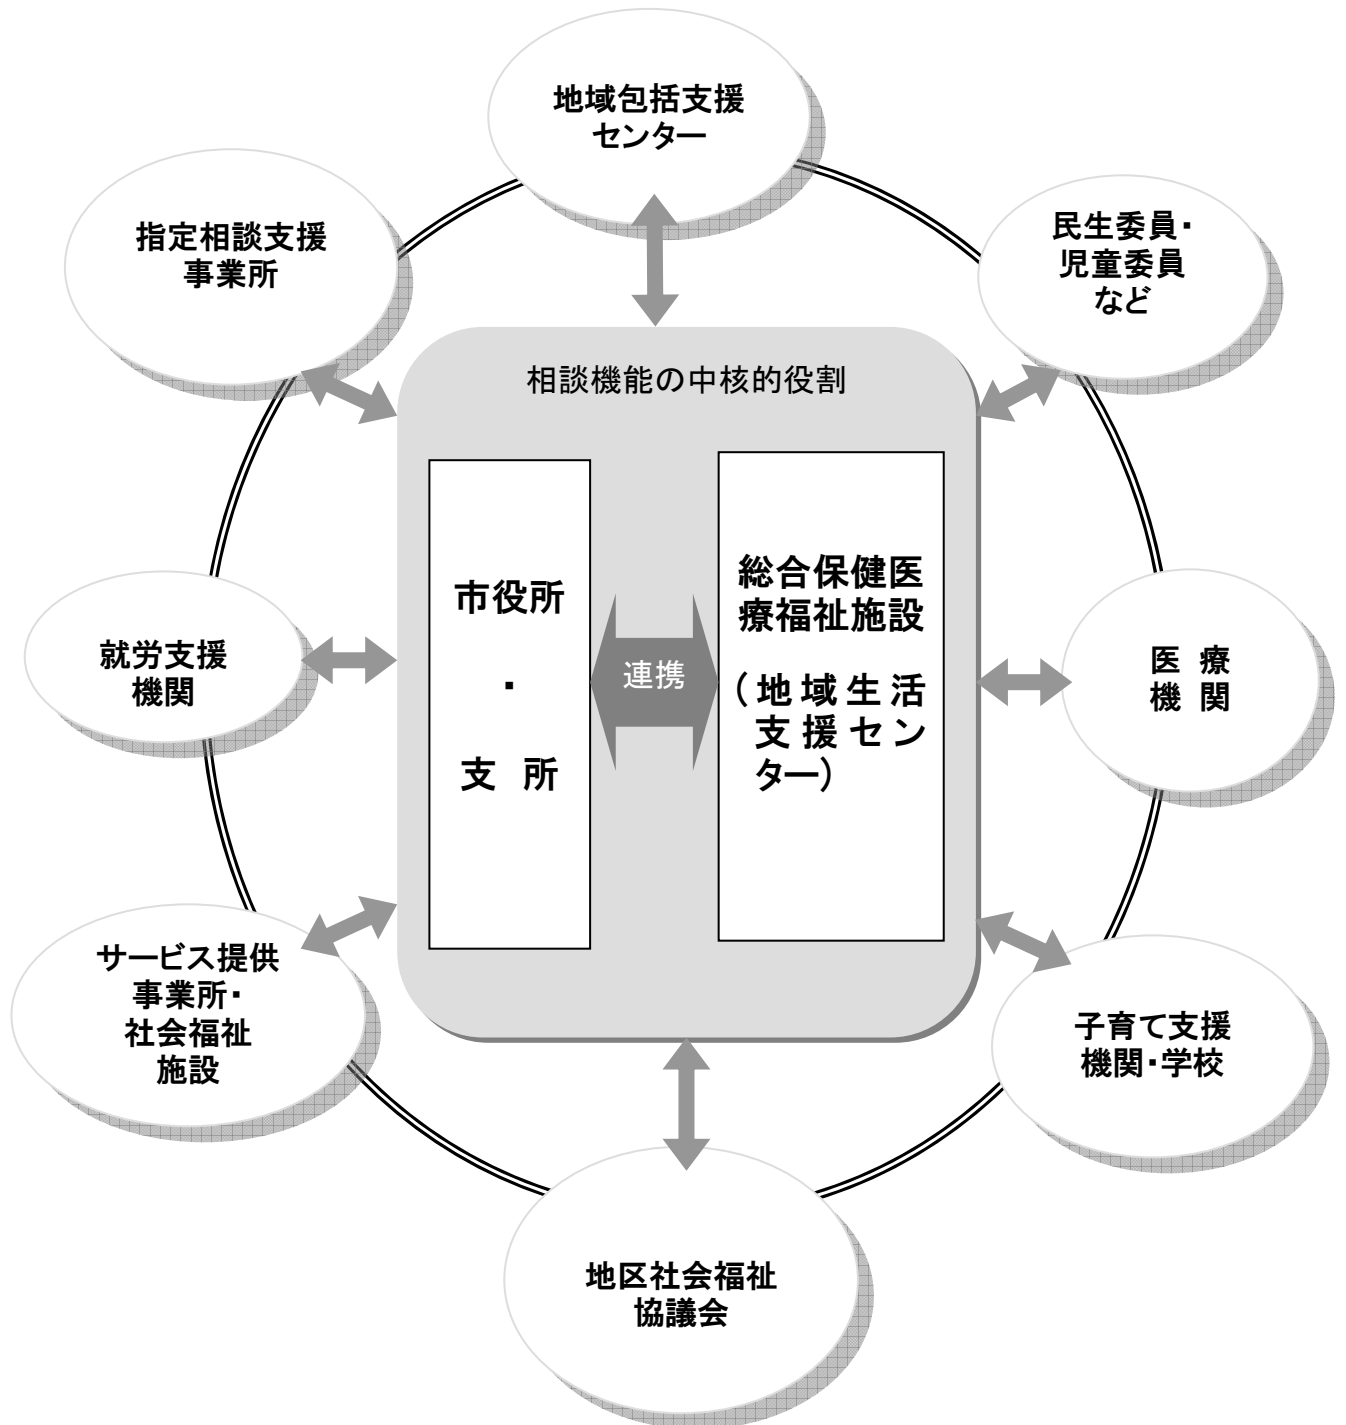 地域包括支援
センター
指定相談支援
事業所
民生委員・
児童委員
など
相談機能の中核的役割
市役所
・
支 所
連携
総合保健医
療福祉施設
（地域生活
支援セン
ター）
就労支援
機関
医 療
機 関
サービス提供
事業所・
社会福祉
施設
子育て支援
機関・学校
地区社会福祉
協議会